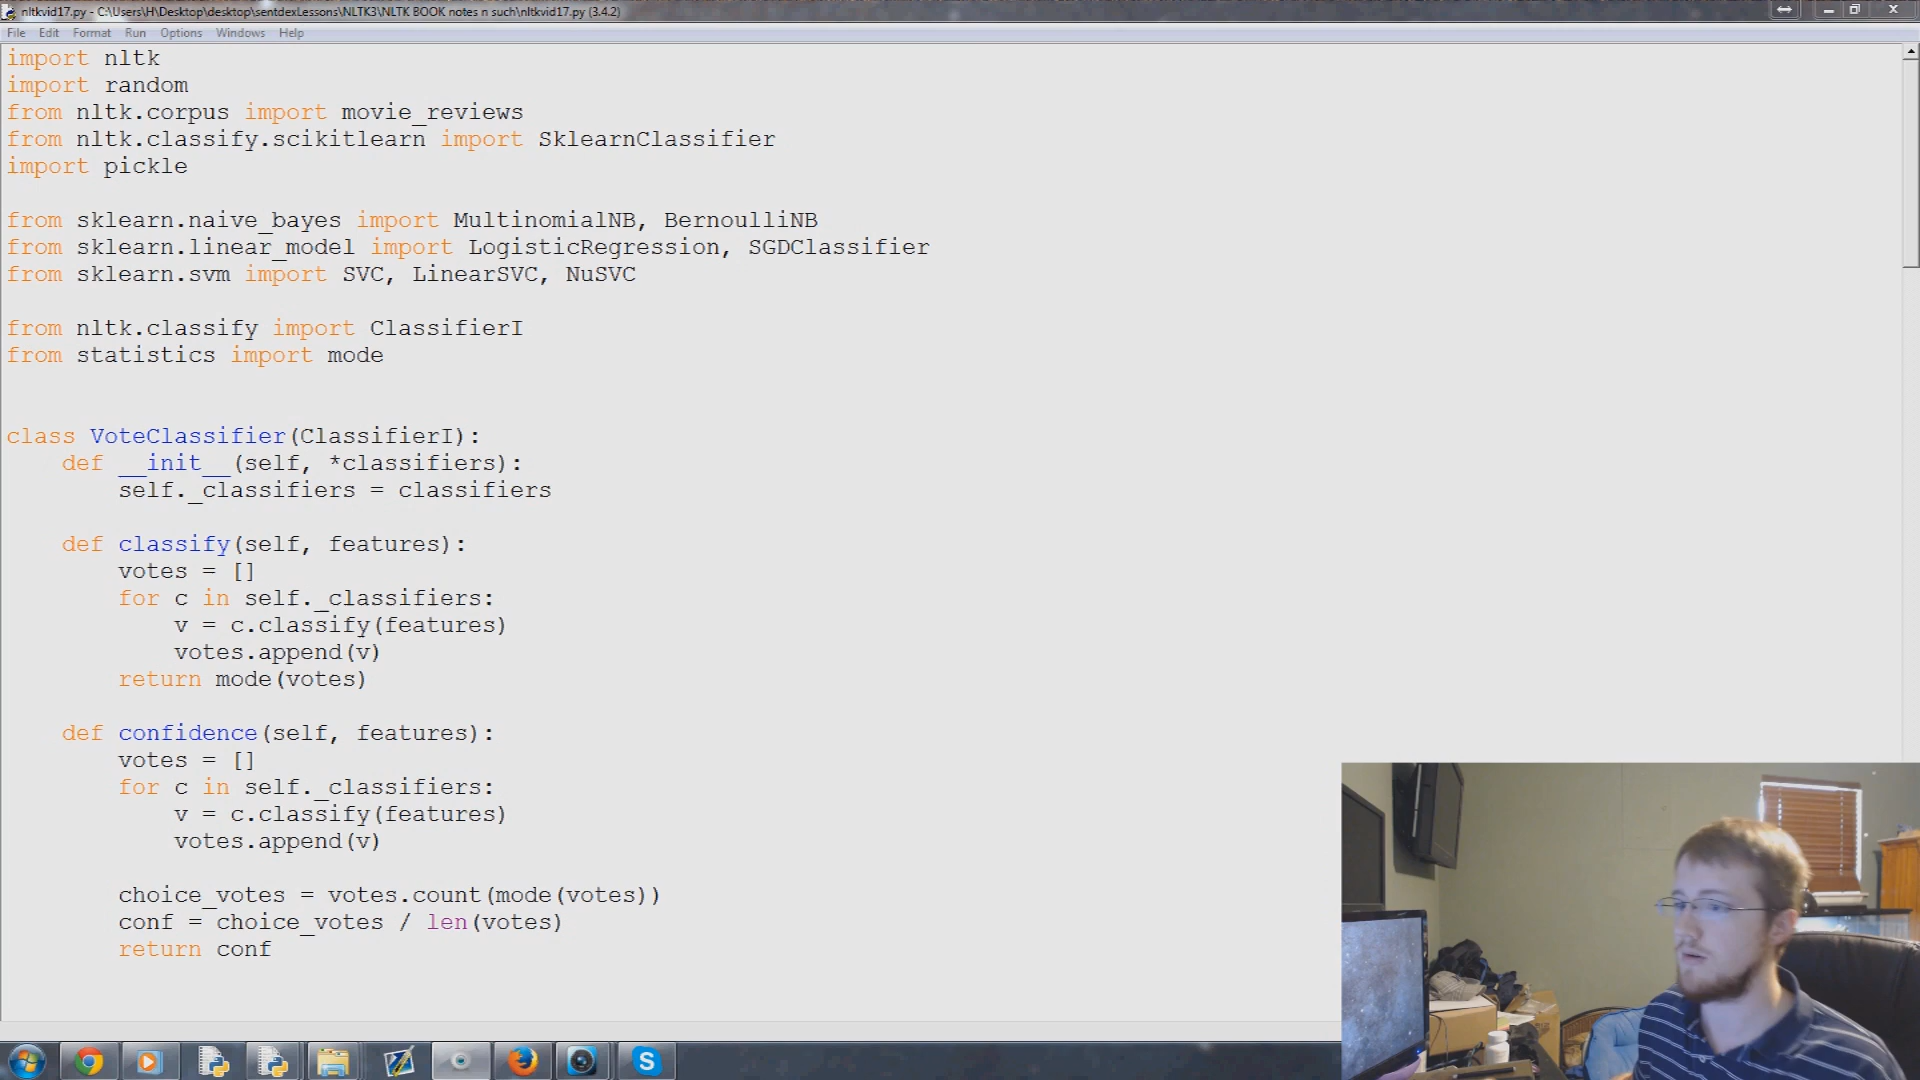 nltkvid17.py - C:\Users\H\Desktop\desktop\sentdexLessons\NLTK3\NLTK BOOK notes n such\nltkvid17.py (3.4.2)
File Edit Format Run Options Windows Help
import nltk
import random
from nltk.corpus import movie_reviews
from nltk.classify.scikitlearn import SklearnClassifier
import pickle
from sklearn.naive_bayes import MultinomialNB, BernoulliNB
from sklearn.linear_model import LogisticRegression, SGDClassifier
from sklearn.svm import SVC, LinearSVC, NuSVC
from nltk.classify import ClassifierI
from statistics import mode
class VoteClassifier(ClassifierI):
    def __init__(self, *classifiers):
        self._classifiers = classifiers
    def classify(self, features):
        votes = []
        for c in self._classifiers:
            v = c.classify(features)
            votes.append(v)
        return mode(votes)
    def confidence(self, features):
        votes = []
        for c in self._classifiers:
            v = c.classify(features)
            votes.append(v)
        choice_votes = votes.count(mode(votes))
        conf = choice_votes / len(votes)
        return conf